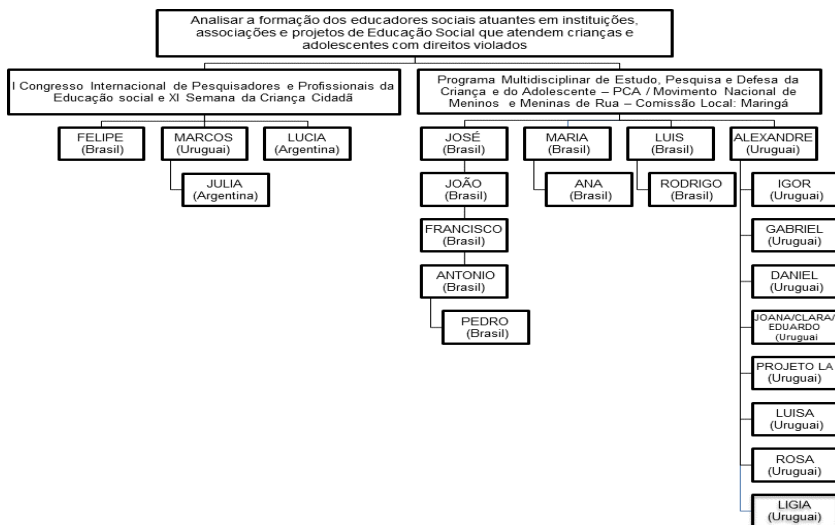 Analisar a formação dos educadores sociais atuantes em instituições,
associações e projetos de Educação Social que atendem crianças e
adolescentes com direitos violados
I Congresso Internacional de Pesquisadores e Profissionais da
Educação social e XI Semana da Criança Cidadã
Programa Multidisciplinar de Estudo, Pesquisa e Defesa da
Criança e do Adolescente – PCA / Movimento Nacional de
Meninos e Meninas de Rua – Comissão Local: Maringá
FELIPE
(Brasil)
MARCOS
(Uruguai)
LUCIA
(Argentina)
JULIA
(Argentina)
JOSÉ
(Brasil)
MARIA
(Brasil)
LUIS
(Brasil)
ALEXANDRE
(Uruguai)
JOÃO
(Brasil)
ANA
(Brasil)
RODRIGO
(Brasil)
IGOR
(Uruguai)
FRANCISCO
(Brasil)
GABRIEL
(Uruguai)
ANTONIO
(Brasil)
DANIEL
(Uruguai)
PEDRO
(Brasil)
JOANA/CLARA/
EDUARDO
(Uruguai
PROJETO LA
(Uruguai)
LUISA
(Uruguai)
ROSA
(Uruguai)
LIGIA
(Uruguai)